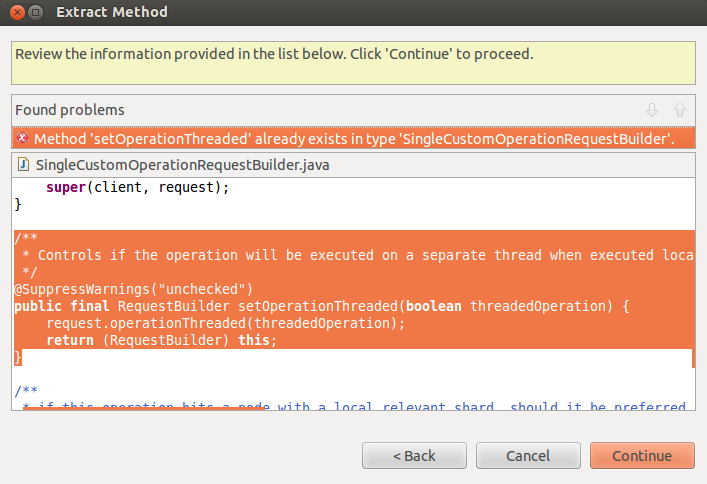 Extract Method
Review the information provided in the list below. Click 'Continue' to proceed.
Found problems
Method 'setOperationThreaded' already exists in type 'SingleCustomOperationRequestBuilder'.
SingleCustomOperationRequestBuilder.java
super(client, request);
}
/**
* Controls if the operation will be executed on a separate thread when executed loca
*/
@SuppressWarnings("unchecked")
public final RequestBuilder setOperationThreaded(boolean threadedOperation) {
request.operationThreaded(threadedOperation);
return (RequestBuilder) this;
}
/**
* if this operation hits a node with a local relevant shard, should it be preferred
< Back
Cancel
Continue